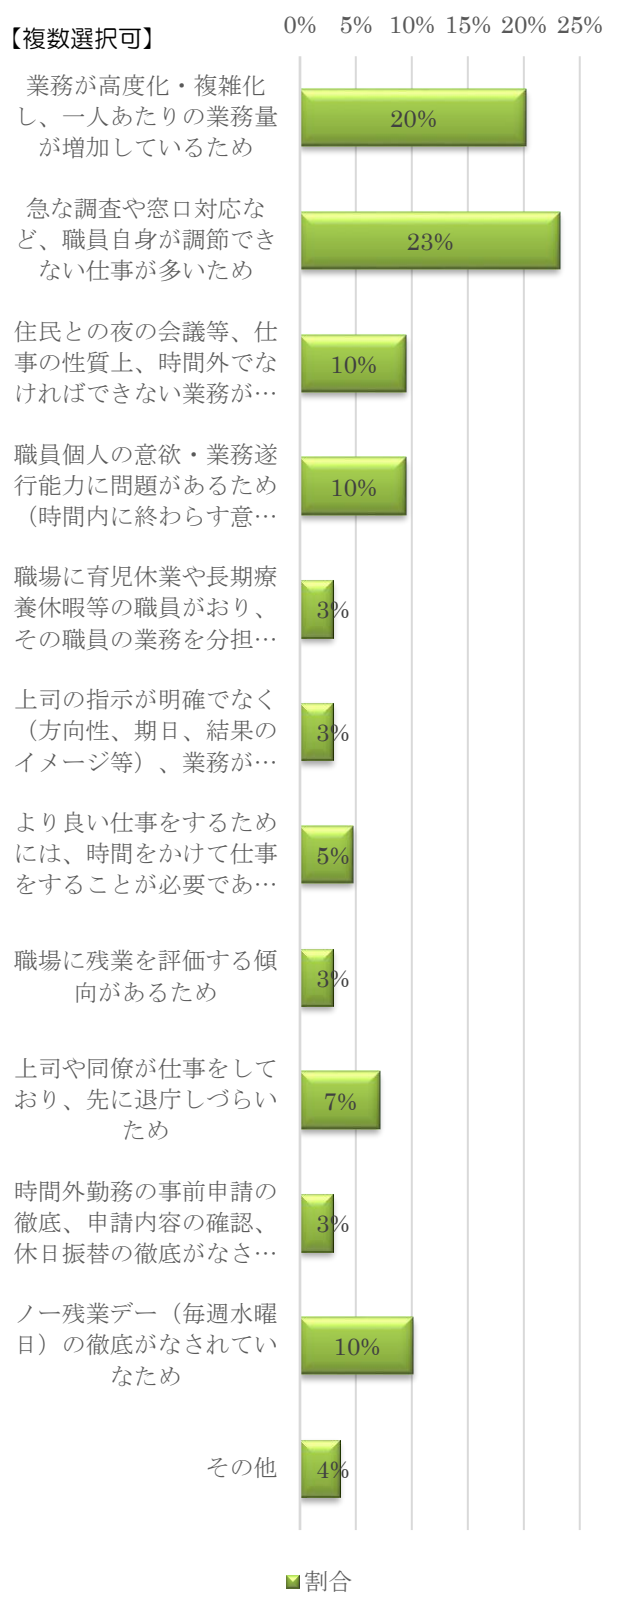 【複数選択可】
0% 5% 10% 15% 20% 25%
業務が高度化・複雑化
し、一人あたりの業務量
が増加しているため
20%
急な調査や窓口対応な
ど、職員自身が調節でき
ない仕事が多いため
23%
住民との夜の会議等、仕
事の性質上、時間外でな
ければできない業務が…
10%
職員個人の意欲・業務遂
行能力に問題があるため
（時間内に終わらす意…
10%
職場に育児休業や長期療
養休暇等の職員がおり、
その職員の業務を分担…
3%
上司の指示が明確でなく
（方向性、期日、結果の
イメージ等）、業務が…
3%
より良い仕事をするため
には、時間をかけて仕事
をすることが必要であ…
5%
職場に残業を評価する傾
向があるため
3%
上司や同僚が仕事をして
おり、先に退庁しづらい
ため
7%
時間外勤務の事前申請の
徹底、申請内容の確認、
休日振替の徹底がなさ…
3%
ノー残業デー（毎週水曜
日）の徹底がなされてい
なため
10%
その他
4%
割合